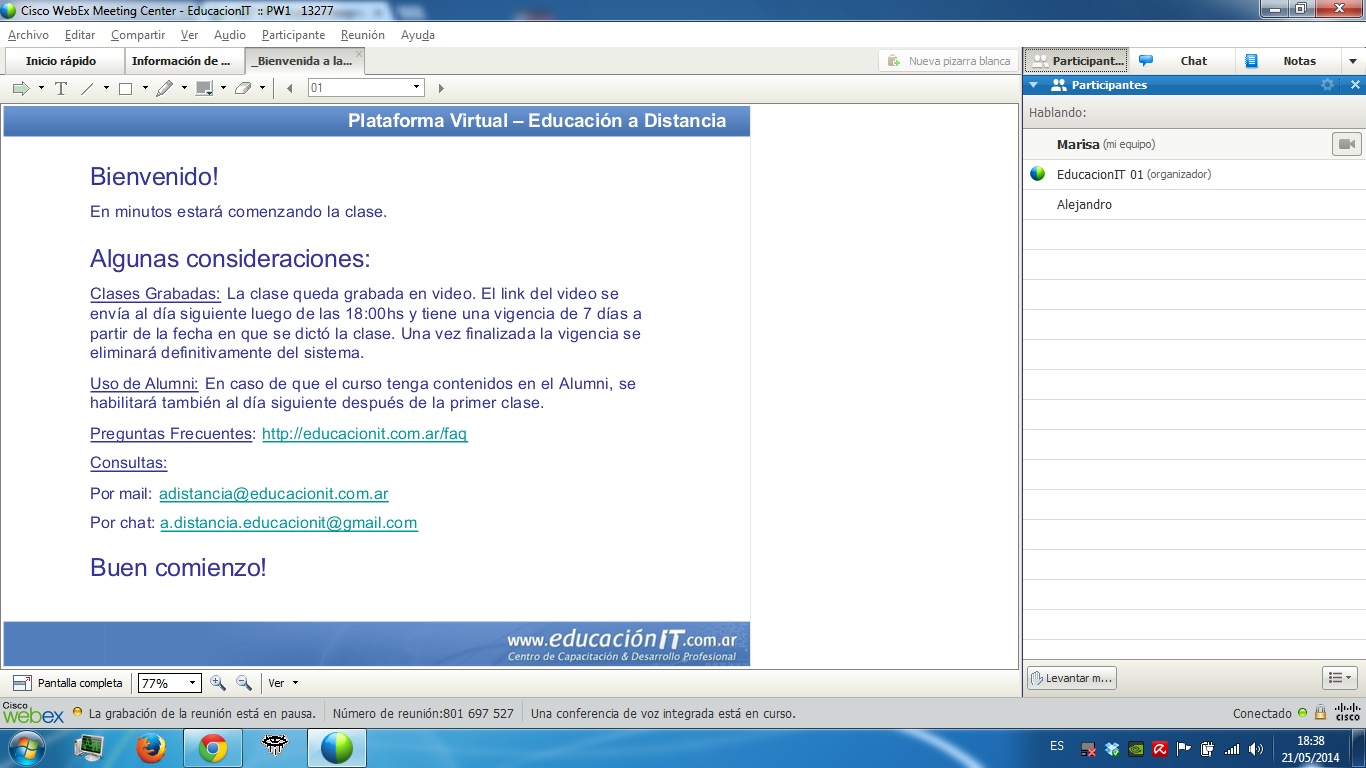 Cisco WebEx Meeting Center - EducacionIT :: PW1 13277
Archivo Editar Compartir Ver Audio Participante Reunión Ayuda
Inicio rápido Información de ... _Bienvenida a la... Nueva pizarra blanca Participant... Chat Notas
T 01 Participantes
Hablando:
Plataforma Virtual – Educación a Distancia
Marisa (mi equipo)
EducacionIT 01 (organizador)
Alejandro
Bienvenido!
En minutos estará comenzando la clase.
Algunas consideraciones:
Clases Grabadas: La clase queda grabada en video. El link del video se
envía al día siguiente luego de las 18:00hs y tiene una vigencia de 7 días a
partir de la fecha en que se dictó la clase. Una vez finalizada la vigencia se
eliminará definitivamente del sistema.
Uso de Alumni: En caso de que el curso tenga contenidos en el Alumni, se
habilitará también al día siguiente después de la primer clase.
Preguntas Frecuentes: http://educacionit.com.ar/faq
Consultas:
Por mail: adistancia@educacionit.com.ar
Por chat: a.distancia.educacionit@gmail.com
Buen comienzo!
www.educaciónIT.com.ar
Centro de Capacitación & Desarrollo Profesional
Levantar m...
Pantalla completa 77% Ver
Cisco webex La grabación de la reunión está en pausa. Número de reunión:801 697 527 Una conferencia de voz integrada está en curso. Conectado cisco
ES 18:38
21/05/2014